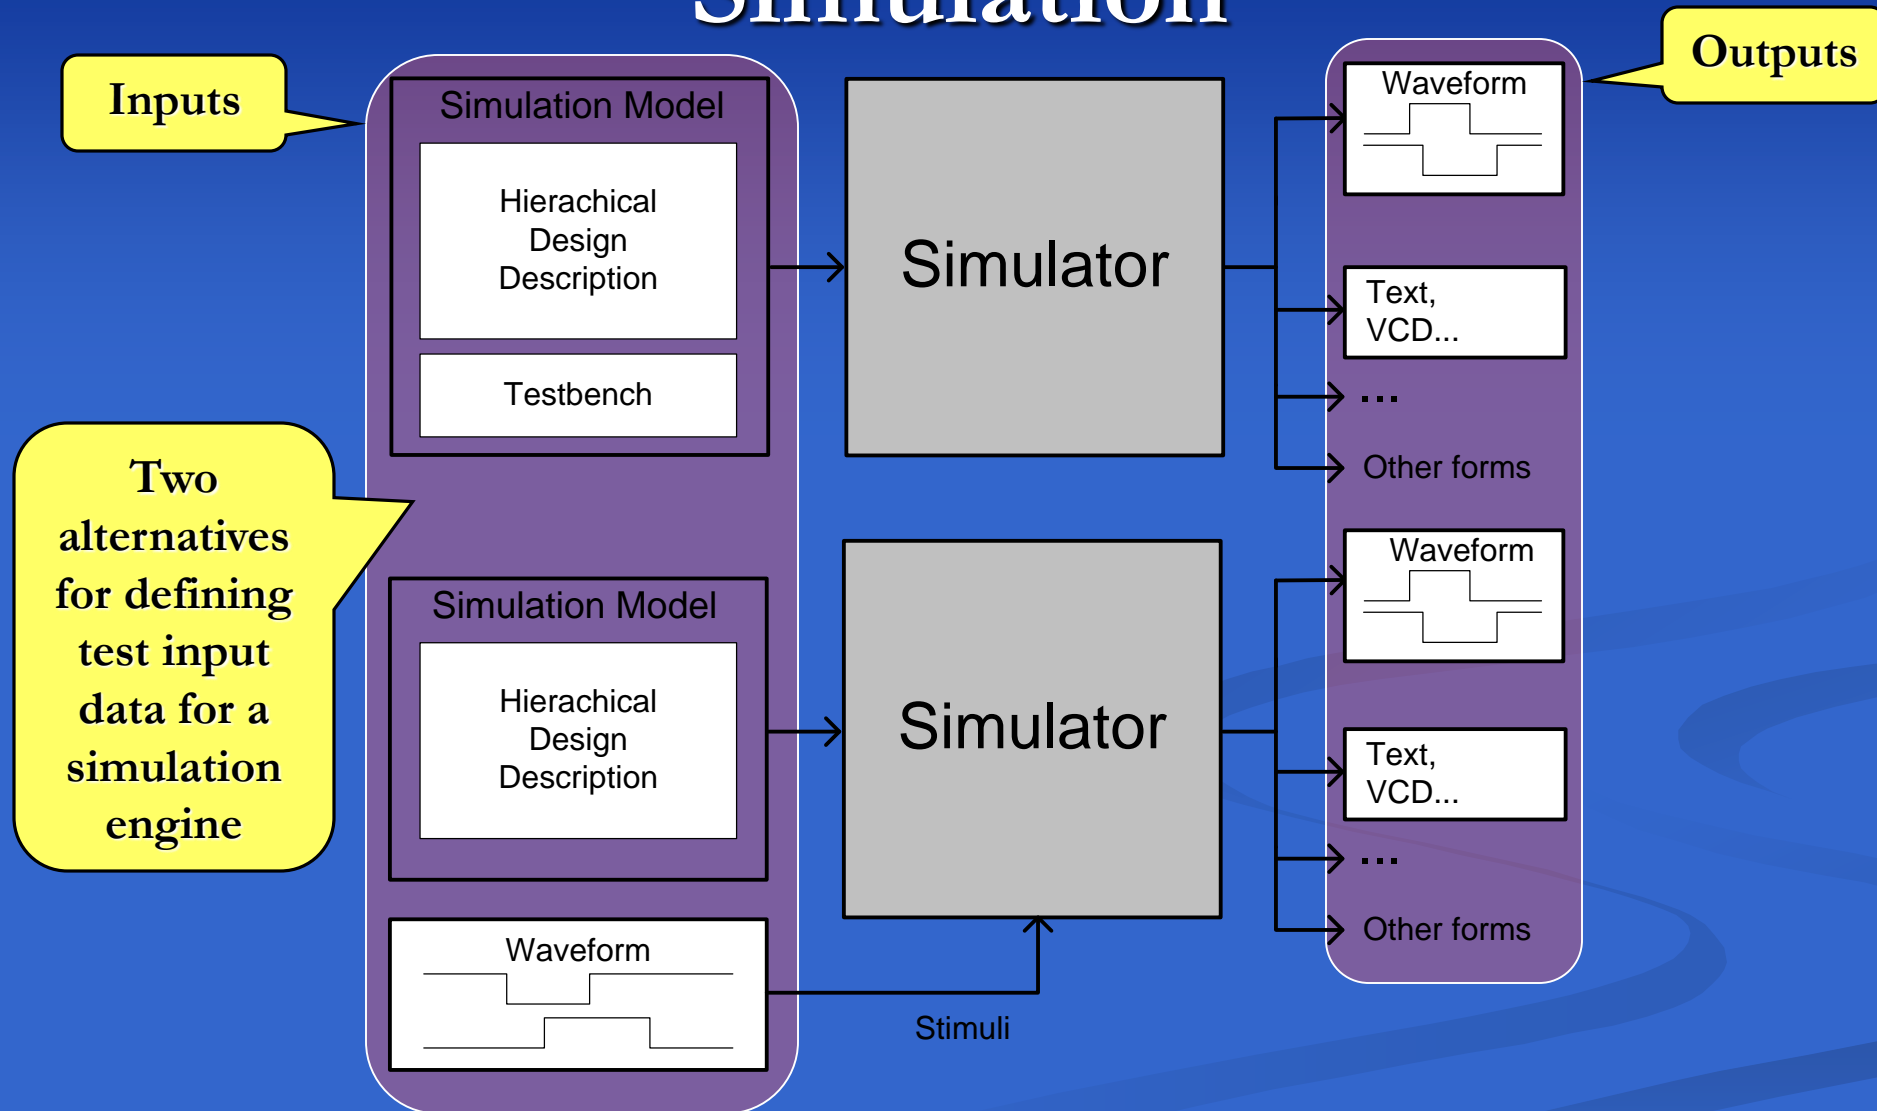 Simulation
Inputs
Outputs
Simulation Model
Hierachical
Design
Description
Testbench
Simulator
Waveform
Text,
VCD...
...
Other forms
Two
alternatives
for defining
test input
data for a
simulation
engine
Simulation Model
Hierachical
Design
Description
Waveform
Stimuli
Simulator
Waveform
Text,
VCD...
...
Other forms